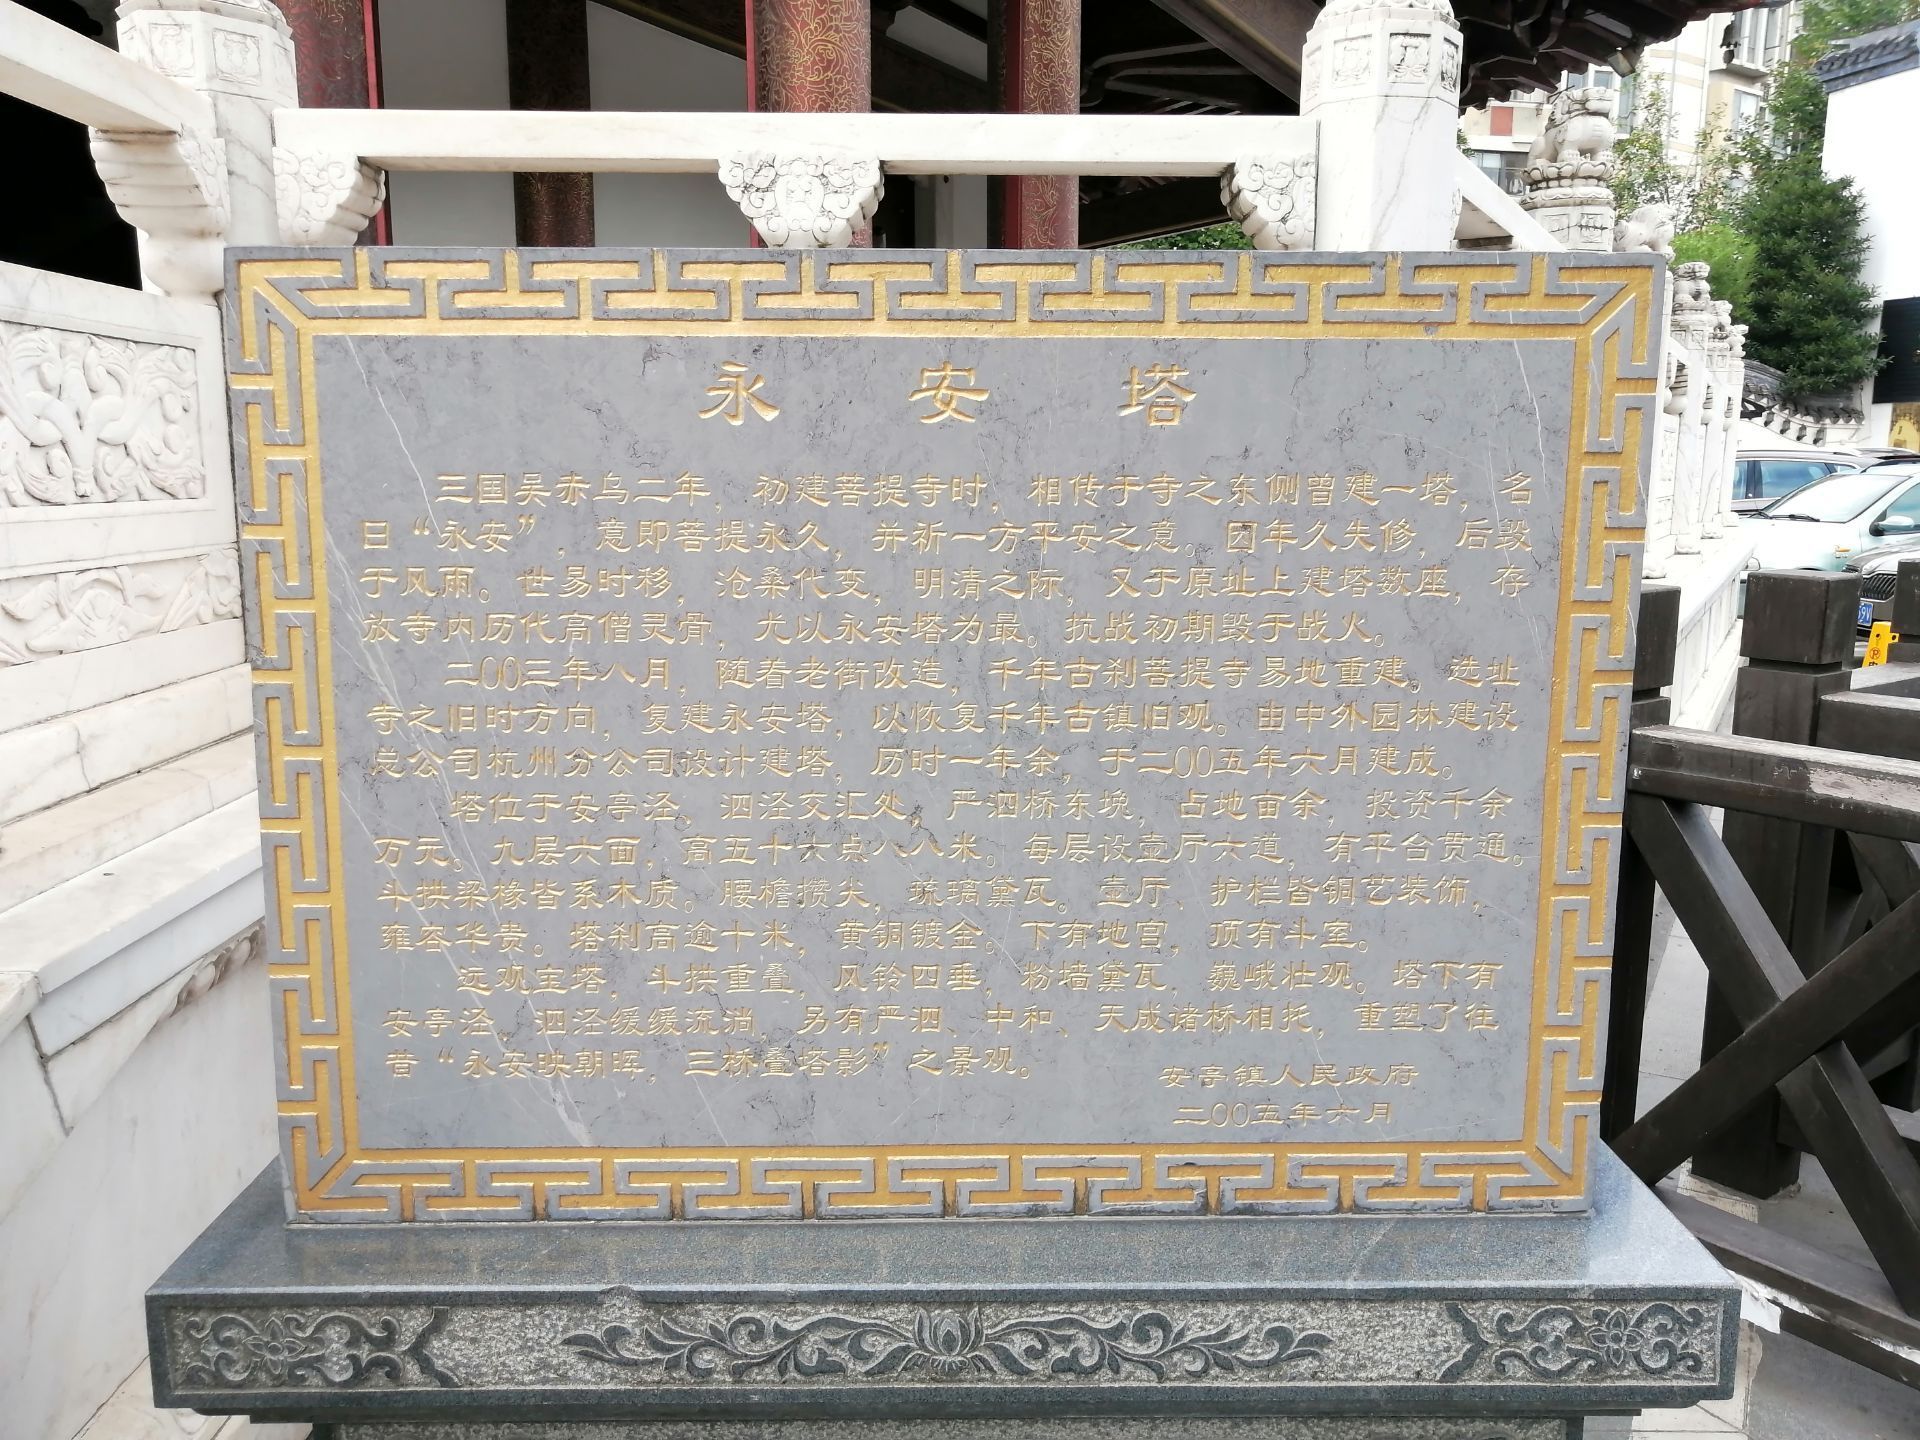 永安塔
三国吴赤乌二年，初建菩提寺时，相传于寺之东侧曾建一塔，名
曰“永安”，意即菩提永久，并祈一方平安之意。因年久失修，后毁
于风雨。世易时移，沧桑代变，明清之际，又于原址上建塔数座，存
放寺内历代高僧灵骨，尤以永安塔为最。抗战初期毁于战火。
二〇〇三年八月，随着老街改造，千年古刹菩提寺易地重建。选址
寺之旧时方向，复建永安塔，以恢复千年古镇旧观。由中外园林建设
总公司杭州分公司设计建塔，历时一年余，于二〇〇五年六月建成。
塔位于安亭泾，泗泾交汇处，严泗桥东堍，占地亩余，投资千余
万元。九层六面，高五十六点八八米。每层设壶厅六道，有平台贯通。
斗拱梁椽皆系木质。腰檐攒尖，琉璃黛瓦。壶厅、护栏皆铜艺装饰，
雍容华贵。塔刹高逾十米，黄铜镀金。下有地宫，顶有斗室。
远观宝塔，斗拱重叠，风铃四垂，粉墙黛瓦，巍峨壮观。塔下有
安亭泾，泗泾缓缓流淌，另有严泗、中和、天成诸桥相托，重塑了往
昔“永安映朝晖，三桥叠塔影”之景观。
安亭镇人民政府
二〇〇五年六月